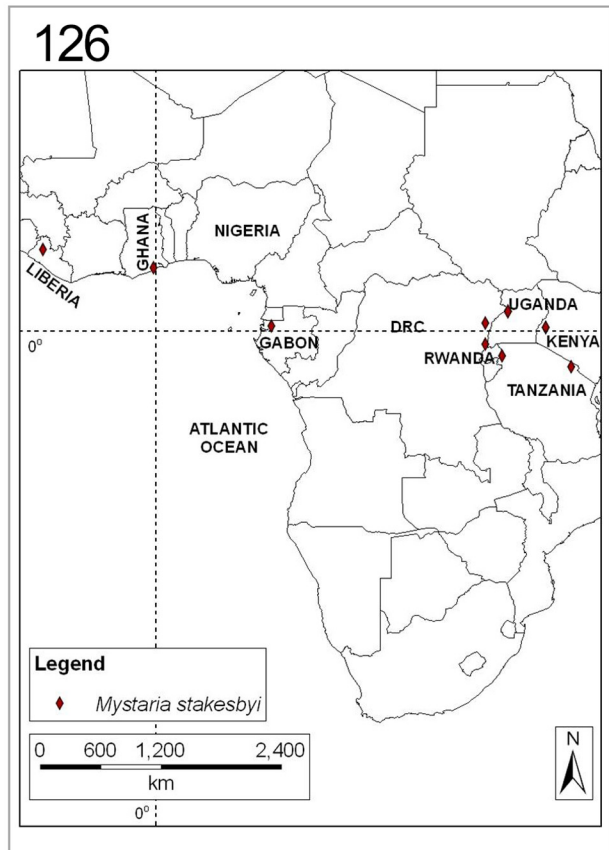 126
NIGERIA
GHANA
LIBERIA
UGANDA
DRC
KENYA
GABON
0°
RWANDA
TANZANIA
ATLANTIC
OCEAN
Legend
Mystaria stakesbyi
0 600 1,200 2,400
km
N
0°